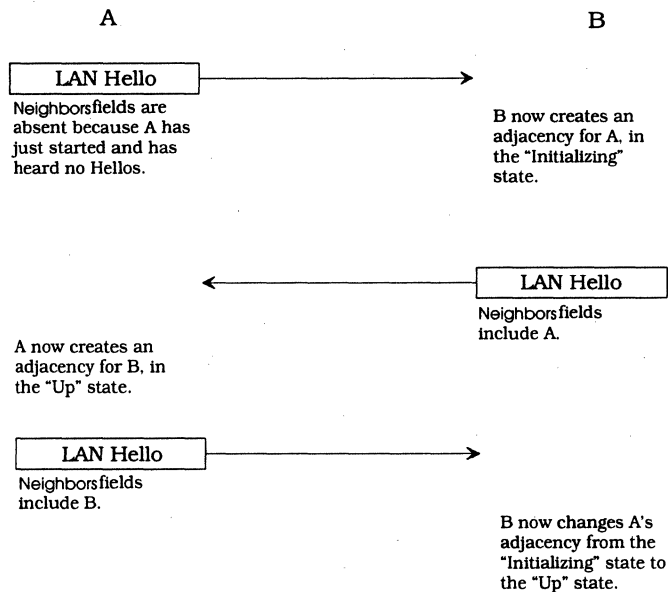 A
B
LAN Hello
Neighbors fields are
absent because A has
just started and has
heard no Hellos.
B now creates an
adjacency for A, in
the “Initializing”
state.
LAN Hello
Neighbors fields
include A.
A now creates an
adjacency for B, in
the “Up” state.
LAN Hello
Neighbors fields
include B.
B now changes A's
adjacency from the
“Initializing” state to
the “Up” state.